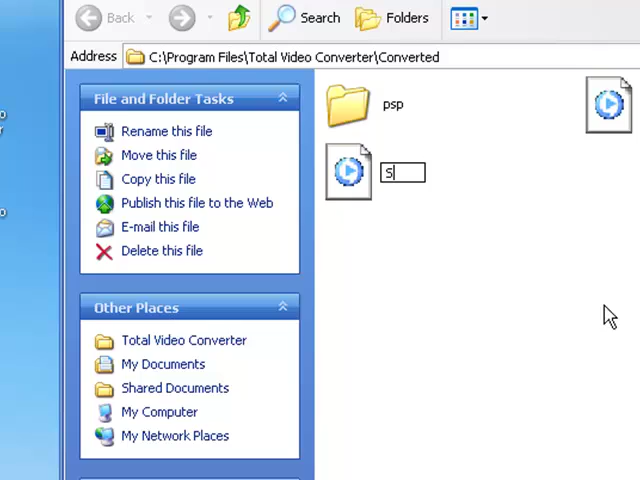 Back
Search
Folders
Address
C:\Program Files\Total Video Converter\Converted
File and Folder Tasks
Rename this file
Move this file
Copy this file
Publish this file to the Web
E-mail this file
Delete this file
Other Places
Total Video Converter
My Documents
Shared Documents
My Computer
My Network Places
psp
S